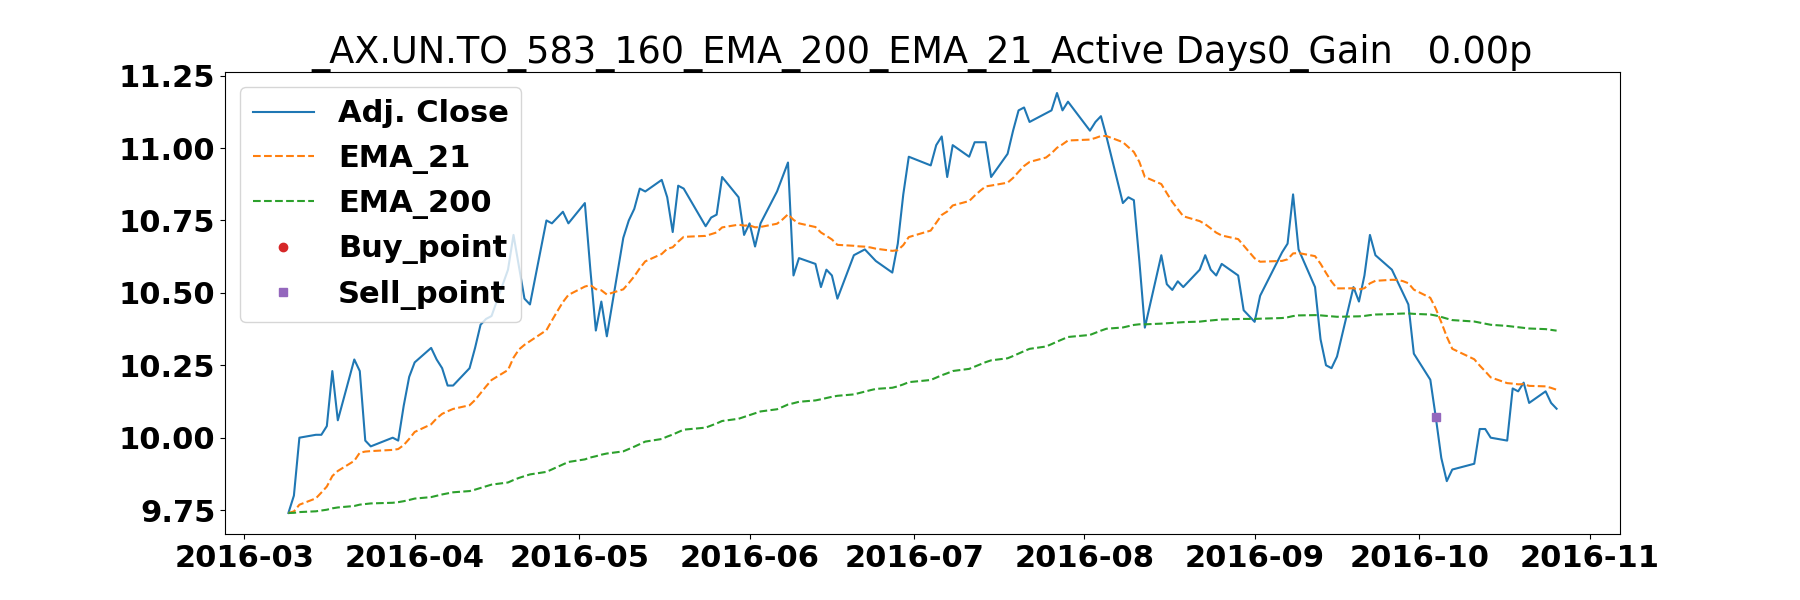 _AX.UN.TO_583_160_EMA_200_EMA_21_Active Days0_Gain   0.00p
11.25
11.00
10.75
10.50
10.25
10.00
9.75
Adj. Close
EMA_21
EMA_200
Buy_point
Sell_point
2016-03 2016-04 2016-05 2016-06 2016-07 2016-08 2016-09 2016-10 2016-11